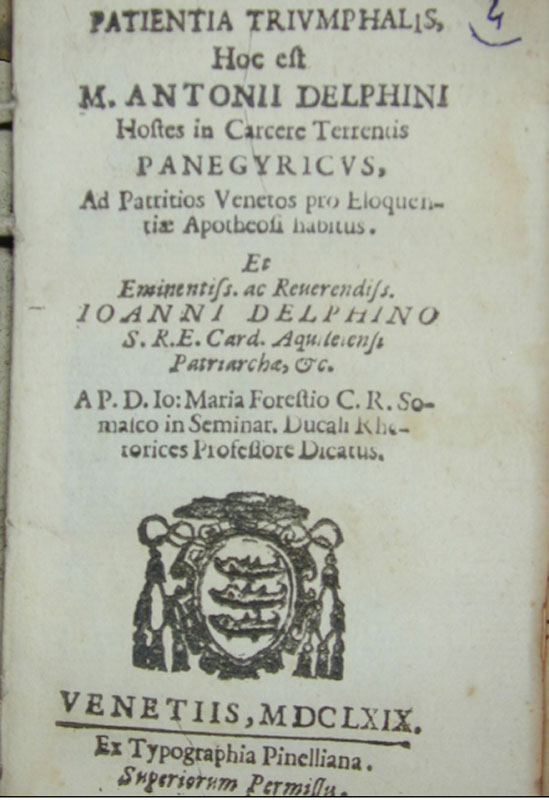 PATIENTIA TRIVMPHALIS,
Hoc eſt
M. ANTONII DELPHINI
Hoſtes in Carcere Terrentis
PANEGYRICVS,
Ad Patritios Venetos pro Eloquen-
tiæ Apotheoſi habitus.
Et
Eminentiſs. ac Reuerendiſs.
IOANNI DELPHINO
S. R. E. Card. Aquileienſi
Patriarchæ, &c.
A P. D. Io: Maria Foreſtio C. R. So-
maſco in Seminar. Ducali Rhe-
torices Profeſſore Dicatus.
VENETIIS, MDCLXIX.
Ex Typographia Pinelliana.
Superiorum Permiſſu.